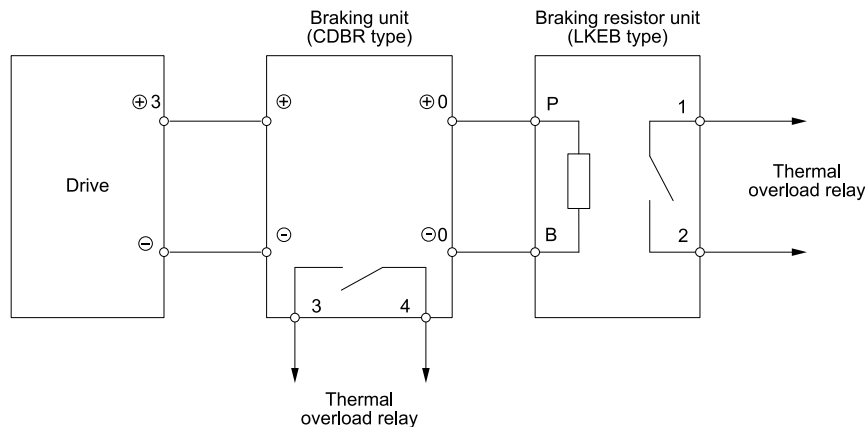 Braking unit
(CDBR type)
Braking resistor unit
(LKEB type)
⊕3
⊕
⊕0
P
1
Drive
Thermal
overload relay
⊖
⊖
⊖0
B
2
3
4
Thermal
overload relay